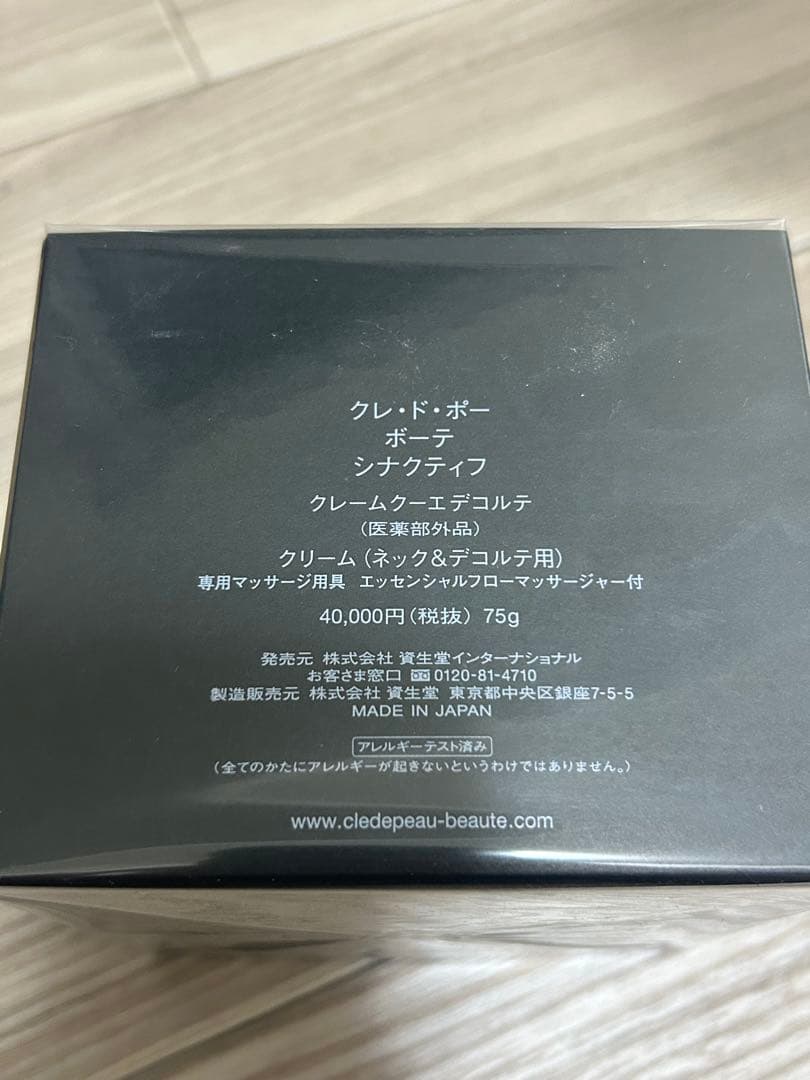 クレ・ド・ポー
ボーテ
シナクティフ
クレームクーエデコルテ
（医薬部外品）
クリーム（ネック&デコルテ用）
専用マッサージ用具 エッセンシャルフローマッサージャー付
40,000円（税抜） 75g
発売元 株式会社 資生堂インターナショナル
お客さま窓口 0120-81-4710
製造販売元 株式会社 資生堂 東京都中央区銀座7-5-5
MADE IN JAPAN
アレルギーテスト済み
（全てのかたにアレルギーが起きないというわけではありません。）
www.cledepeau-beaute.com